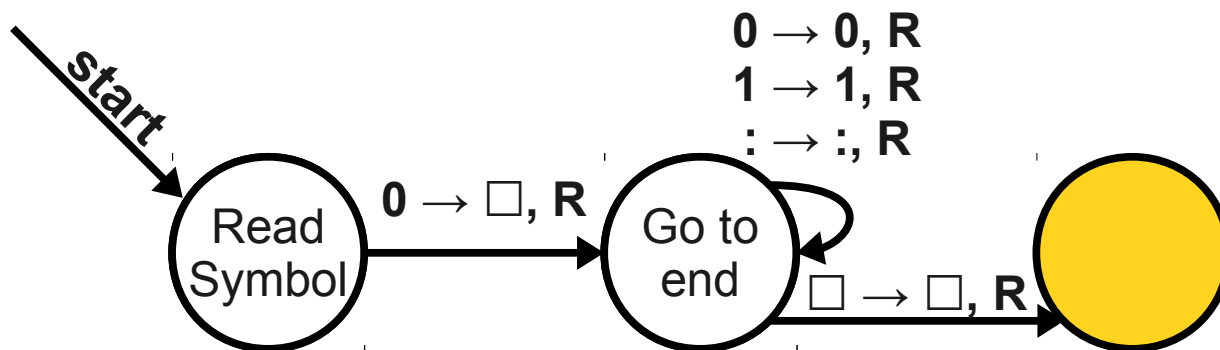 start
0 → 0, R
1 → 1, R
: → :, R
0 → □, R
Read
Symbol
Go to
end
□ → □, R